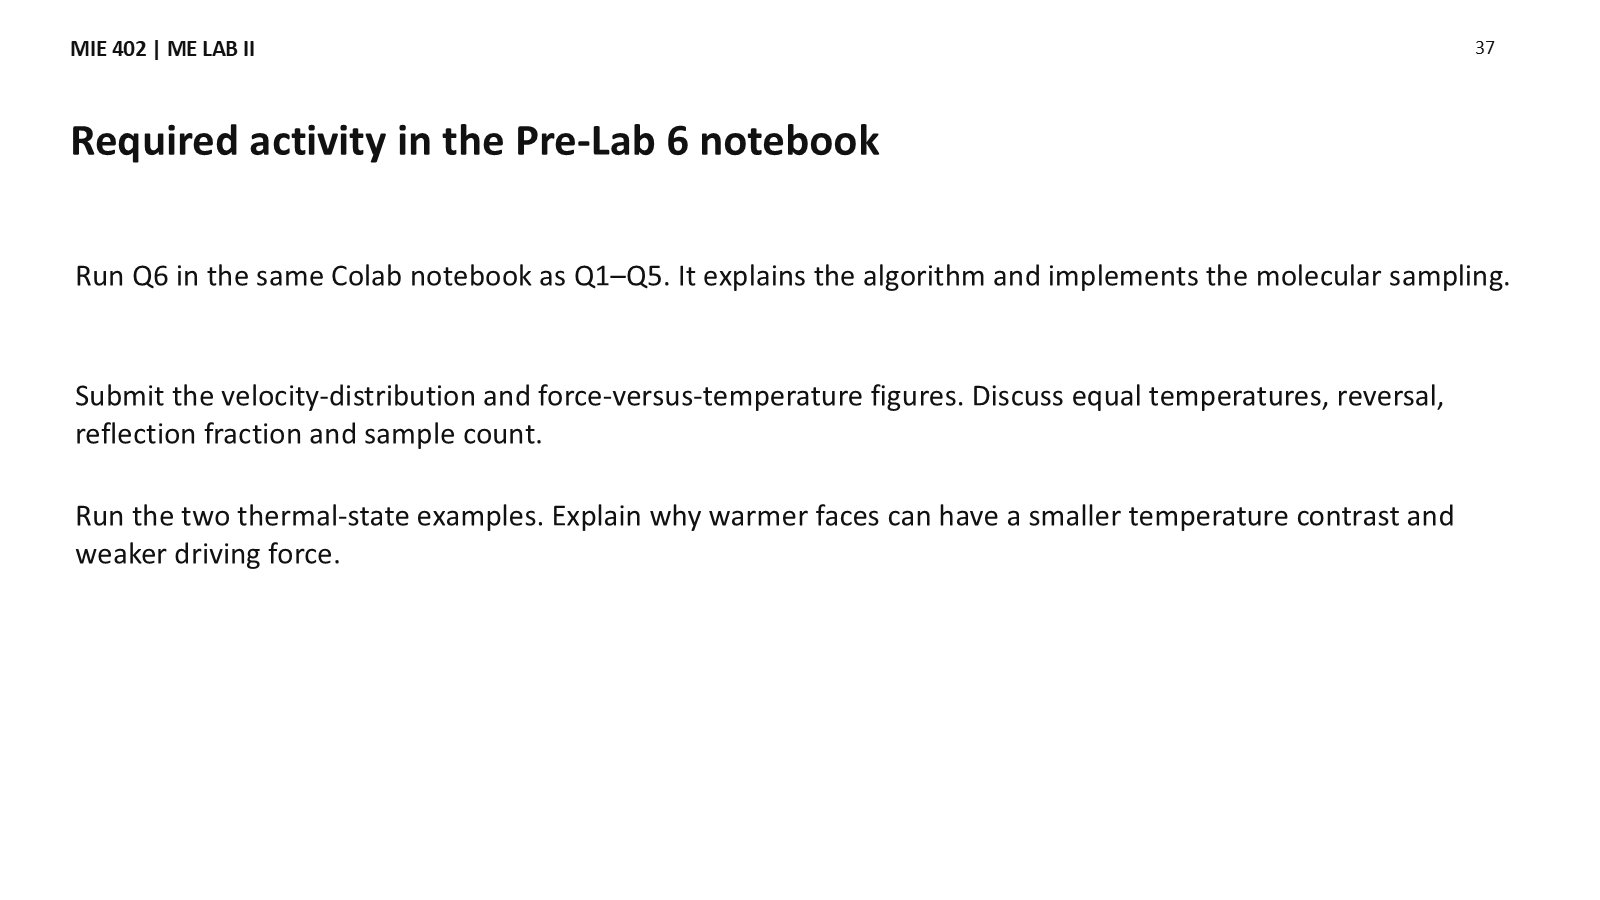 MIE 402 | ME LAB II
37
Required activity in the Pre-Lab 6 notebook
Run Q6 in the same Colab notebook as Q1–Q5. It explains the algorithm and implements the molecular sampling.
Submit the velocity-distribution and force-versus-temperature figures. Discuss equal temperatures, reversal,
reflection fraction and sample count.
Run the two thermal-state examples. Explain why warmer faces can have a smaller temperature contrast and
weaker driving force.